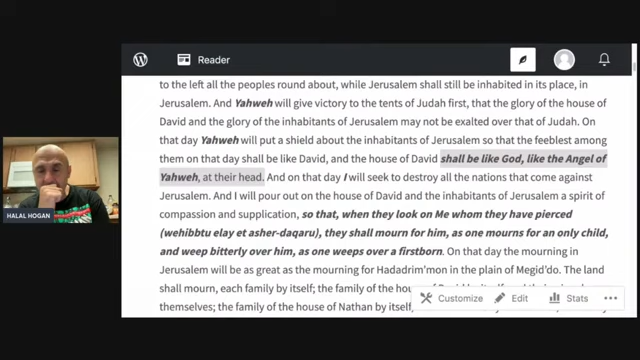 Reader
to the left all the peoples round about, while Jerusalem shall still be inhabited in its place, in
Jerusalem. And Yahweh will give victory to the tents of Judah first, that the glory of the house of
David and the glory of the inhabitants of Jerusalem may not be exalted over that of Judah. On
that day Yahweh will put a shield about the inhabitants of Jerusalem so that the feeblest among
them on that day shall be like David, and the house of David shall be like God, like the Angel of
Yahweh, at their head. And on that day I will seek to destroy all the nations that come against
HALAL HOGAN
Jerusalem. And I will pour out on the house of David and the inhabitants of Jerusalem a spirit of
compassion and supplication, so that, when they look on Me whom they have pierced
(wehibbtu elay et asher-daqaru), they shall mourn for him, as one mourns for an only child,
and weep bitterly over him, as one weeps over a firstborn. On that day the mourning in
Jerusalem will be as great as the mourning for Hadadrim'mon in the plain of Megid'do. The land
shall mourn, each family by itself; the family of the hou
Customize Edit Stats
themselves; the family of the house of Nathan by itself,